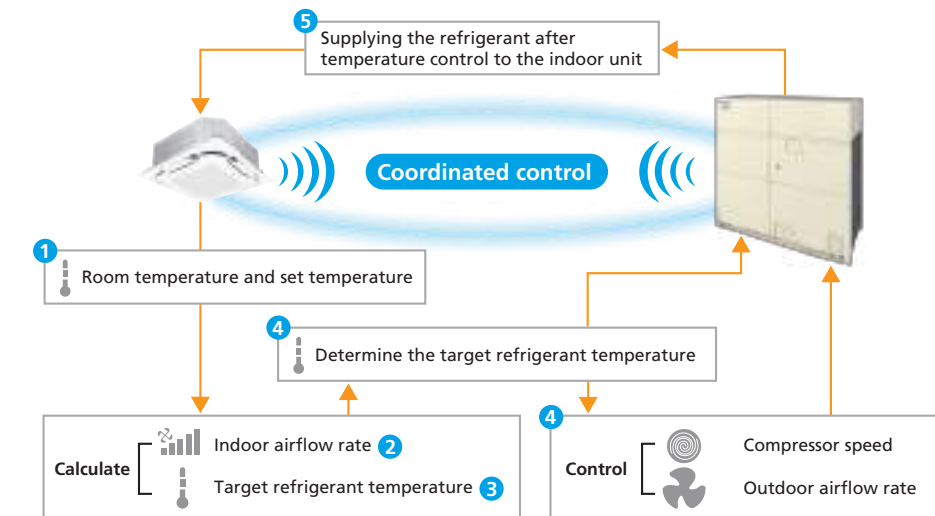 5
Supplying the refrigerant after
temperature control to the indoor unit
Coordinated control
1
Room temperature and set temperature
4
Determine the target refrigerant temperature
Calculate
Indoor airflow rate 2
Target refrigerant temperature 3
4
Control
Compressor speed
Outdoor airflow rate